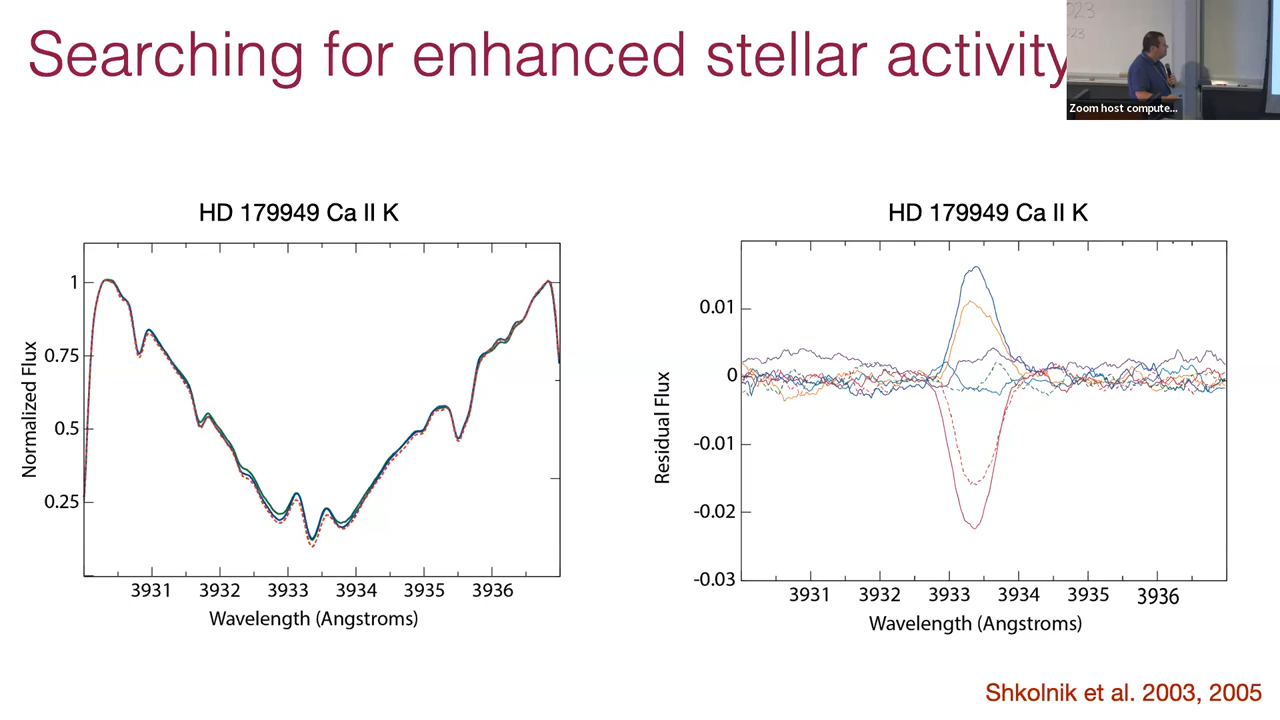 Searching for enhanced stellar activity
Zoom host compute...
HD 179949 Ca II K
1
0.75
0.5
0.25
Normalized Flux
3931 3932 3933 3934 3935 3936
Wavelength (Angstroms)
HD 179949 Ca II K
0.01
0
-0.01
-0.02
-0.03
Residual Flux
3931 3932 3933 3934 3935 3936
Wavelength (Angstroms)
Shkolnik et al. 2003, 2005